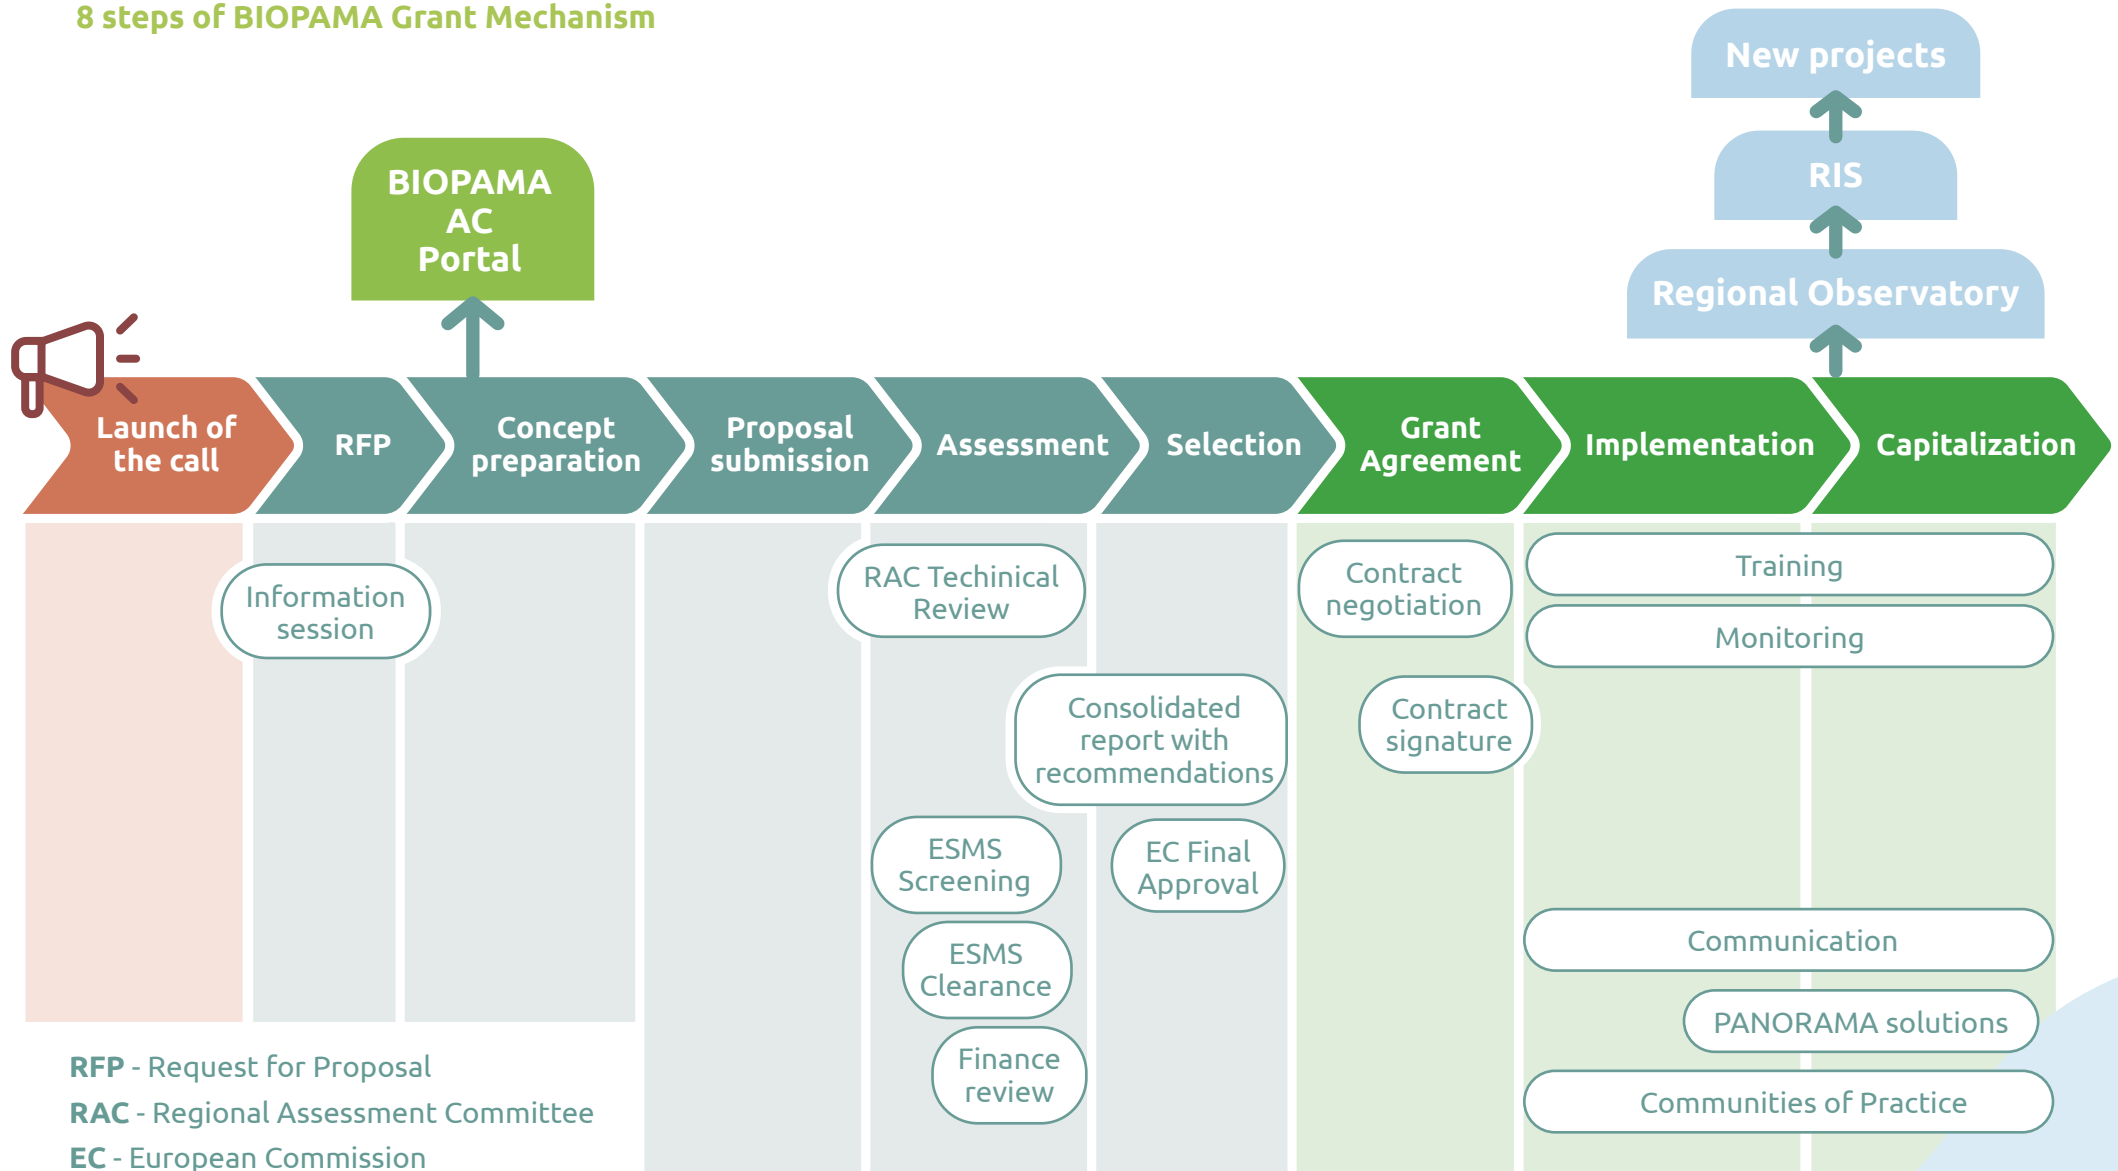 8 steps of BIOPAMA Grant Mechanism
New projects
RIS
Regional Observatory
BIOPAMA
AC
Portal
Launch of
the call
RFP
Concept
preparation
Proposal
submission
Assessment
Selection
Grant
Agreement
Implementation
Capitalization
Information
session
RAC Techinical
Review
Consolidated
report with
recommendations
ESMS
Screening
ESMS
Clearance
Finance
review
EC Final
Approval
Contract
negotiation
Contract
signature
Training
Monitoring
Communication
PANORAMA solutions
Communities of Practice
RFP - Request for Proposal
RAC - Regional Assessment Committee
EC - European Commission